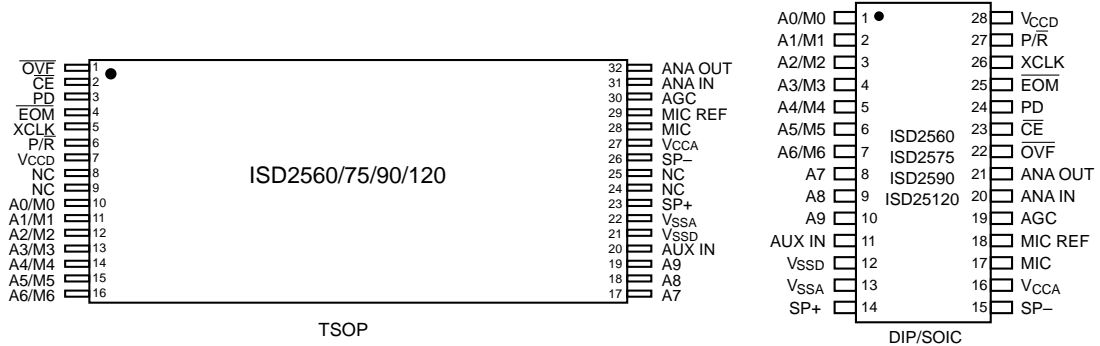 OVF 1
CE 2
PD 3
EOM 4
XCLK 5
P/R 6
VCCD 7
NC 8
NC 9
A0/M0 10
A1/M1 11
A2/M2 12
A3/M3 13
A4/M4 14
A5/M5 15
A6/M6 16
ISD2560/75/90/120
32 ANA OUT
31 ANA IN
30 AGC
29 MIC REF
28 MIC
27 VCCA
26 SP–
25 NC
24 NC
23 SP+
22 VSSA
21 VSSD
20 AUX IN
19 A9
18 A8
17 A7
TSOP
A0/M0 1
A1/M1 2
A2/M2 3
A3/M3 4
A4/M4 5
A5/M5 6
A6/M6 7
A7 8
A8 9
A9 10
AUX IN 11
VSSD 12
VSSA 13
SP+ 14
ISD2560
ISD2575
ISD2590
ISD25120
28 VCCD
27 P/R
26 XCLK
25 EOM
24 PD
23 CE
22 OVF
21 ANA OUT
20 ANA IN
19 AGC
18 MIC REF
17 MIC
16 VCCA
15 SP–
DIP/SOIC